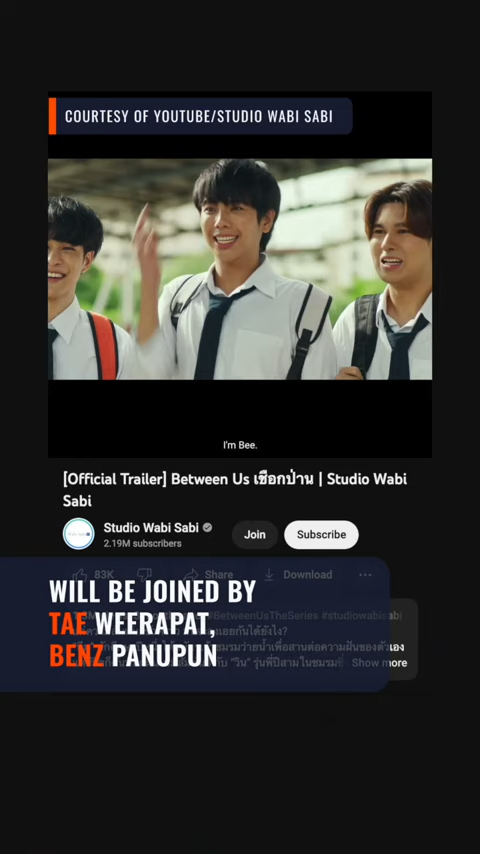 COURTESY OF YOUTUBE/STUDIO WABI SABI
I'm Bee.
[Official Trailer] Between Us เชือกป่าน | Studio Wabi
Sabi
Studio Wabi Sabi
2.19M subscribers
Join
Subscribe
83K
Share
Download
WILL BE JOINED BY
TAE WEERAPAT,
BENZ PANUPUN
#BetweenUsTheSeries #studiowabisabi
Show more